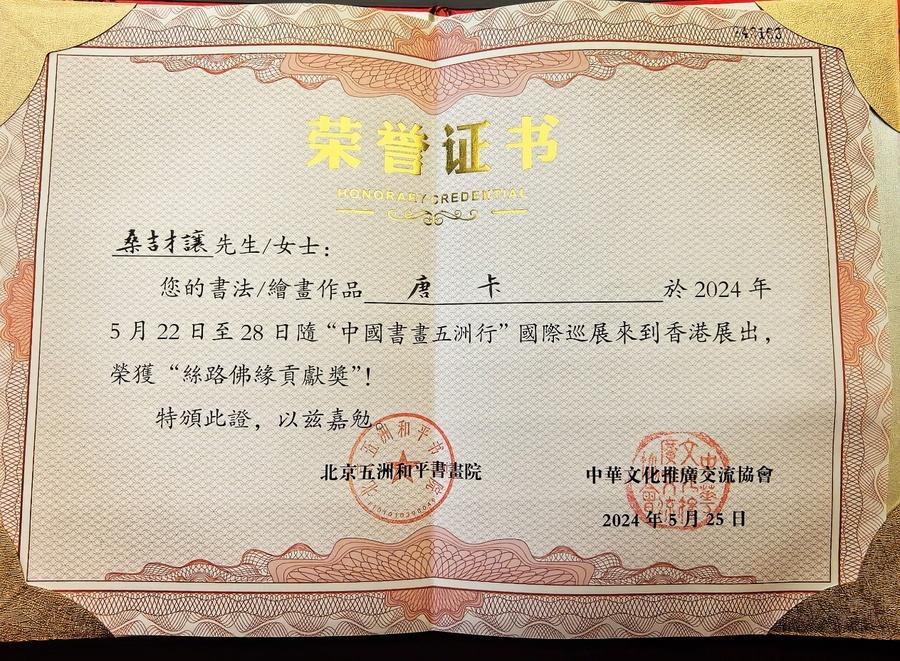 荣誉证书
HONORARY CREDENTIAL
桑吉才讓先生/女士：
您的書法/繪畫作品 唐 卡 於 2024 年
5 月 22 日至 28 日隨“中國書畫五洲行”國際巡展來到香港展出，
榮獲“絲路佛緣貢獻獎”！
特頒此證，以兹嘉勉。
北京五洲和平書畫院
中華文化推廣交流協會
2024 年 5 月 25 日